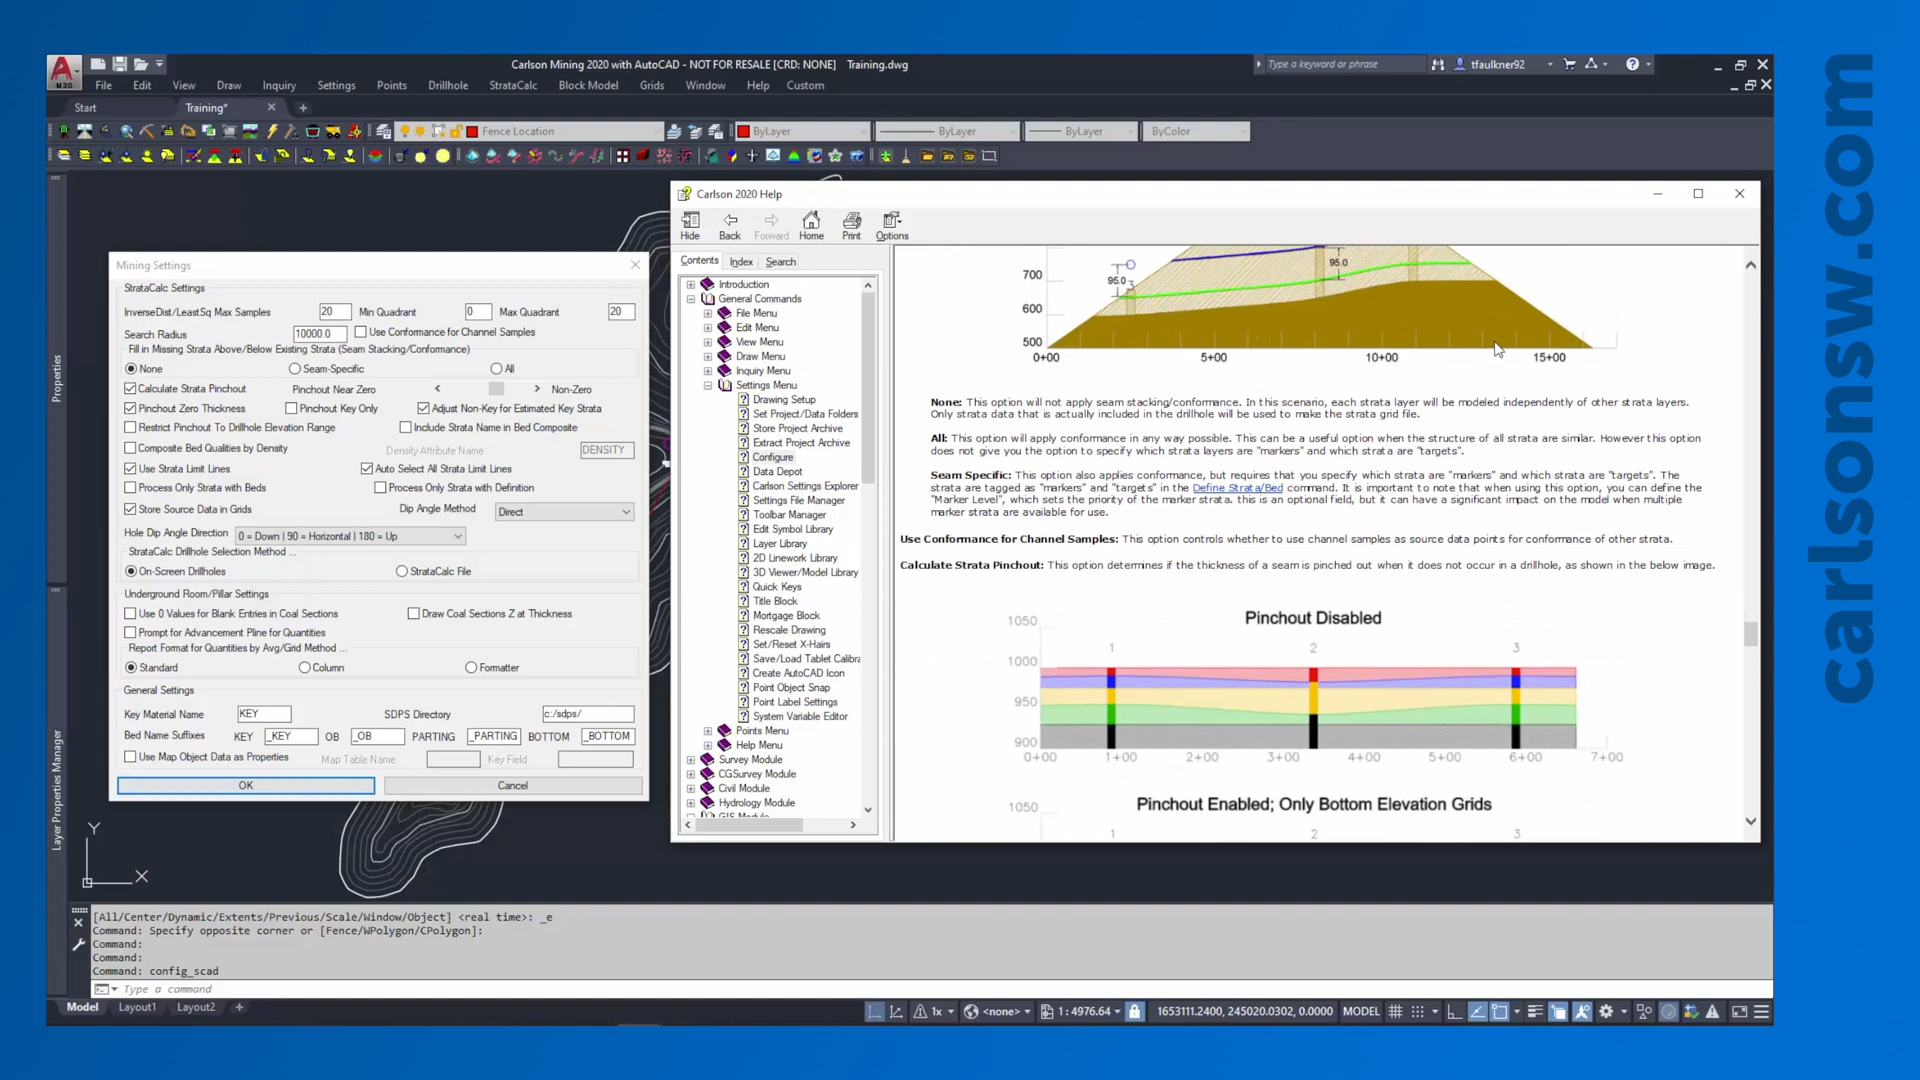 Carlson Mining 2020 with AutoCAD - NOT FOR RESALE [CRD: NONE] Training.dwg
Type a keyword or phrase
tfaulkner92
M3D
File Edit View Draw Inquiry Settings Points Drillhole StrataCalc Block Model Grids Window Help Custom
Start Training*
Fence Location
ByLayer
ByLayer
ByLayer
ByColor
Properties
Layer Properties Manager
Mining Settings
StrataCalc Settings
InverseDist/LeastSq Max Samples 20 Min Quadrant 0 Max Quadrant 20
Search Radius 10000.0 Use Conformance for Channel Samples
Fill in Missing Strata Above/Below Existing Strata (Seam Stacking/Conformance)
None Seam-Specific All
Calculate Strata Pinchout Pinchout Near Zero < > Non-Zero
Pinchout Zero Thickness Pinchout Key Only Adjust Non-Key for Estimated Key Strata
Restrict Pinchout To Drillhole Elevation Range Include Strata Name in Bed Composite
Composite Bed Qualities by Density Density Attribute Name DENSITY
Use Strata Limit Lines Auto Select All Strata Limit Lines
Process Only Strata with Beds Process Only Strata with Definition
Store Source Data in Grids Dip Angle Method Direct
Hole Dip Angle Direction 0 = Down | 90 = Horizontal | 180 = Up
StrataCalc Drillhole Selection Method ...
On-Screen Drillholes StrataCalc File
Underground Room/Pillar Settings
Use 0 Values for Blank Entries in Coal Sections Draw Coal Sections Z at Thickness
Prompt for Advancement Pline for Quantities
Report Format for Quantities by Avg/Grid Method ...
Standard Column Formatter
General Settings
Key Material Name KEY SDPS Directory c:/sdps/
Bed Name Suffixes KEY _KEY OB _OB PARTING _PARTING BOTTOM _BOTTOM
Use Map Object Data as Properties Map Table Name Key Field
OK Cancel
Carlson 2020 Help
Hide Back Forward Home Print Options
Contents Index Search
Introduction
General Commands
File Menu
Edit Menu
View Menu
Draw Menu
Inquiry Menu
Settings Menu
Drawing Setup
Set Project/Data Folders
Store Project Archive
Extract Project Archive
Configure
Data Depot
Carlson Settings Explorer
Settings File Manager
Toolbar Manager
Edit Symbol Library
Layer Library
2D Linework Library
3D Viewer/Model Library
Quick Keys
Title Block
Mortgage Block
Rescale Drawing
Set/Reset X-Hairs
Save/Load Tablet Calibra
Create AutoCAD Icon
Point Object Snap
Point Label Settings
System Variable Editor
Points Menu
Help Menu
Survey Module
CGSurvey Module
Civil Module
Hydrology Module
GIS Module
700
600
500
95.0
95.0
0+00 5+00 10+00 15+00
None: This option will not apply seam stacking/conformance. In this scenario, each strata layer will be modeled independently of other strata layers.
Only strata data that is actually included in the drillhole will be used to make the strata grid file.
All: This option will apply conformance in any way possible. This can be a useful option when the structure of all strata are similar. However this
option does not give you the option to specify which strata layers are "markers" and which strata are "targets".
Seam Specific: This option also applies conformance, but requires that you specify which strata are "markers" and which strata are "targets". The
strata are tagged as "markers" and "targets" in the Define Strata/Bed command. It is important to note that when using this option, you can define the
"Marker Level", which sets the priority of the marker strata. this is an optional field, but it can have a significant impact on the model when multiple
marker strata are available for use.
Use Conformance for Channel Samples: This option controls whether to use channel samples as source data points for conformance of other strata.
Calculate Strata Pinchout: This option determines if the thickness of a seam is pinched out when it does not occur in a drillhole, as shown in the below image.
Pinchout Disabled
1050
1 2 3
1000
950
900
0+00 1+00 2+00 3+00 4+00 5+00 6+00 7+00
Pinchout Enabled; Only Bottom Elevation Grids
1050
1 2 3
Y
X
[All/Center/Dynamic/Extents/Previous/Scale/Window/Object] <real time>: _e
Command: Specify opposite corner or [Fence/WPolygon/CPolygon]:
Command:
Command:
Command: config_scad
Type a command
Model Layout1 Layout2 +
1x <none> 1 : 4976.64 1653111.2400, 245020.0302, 0.0000 MODEL
carlsonsw.com